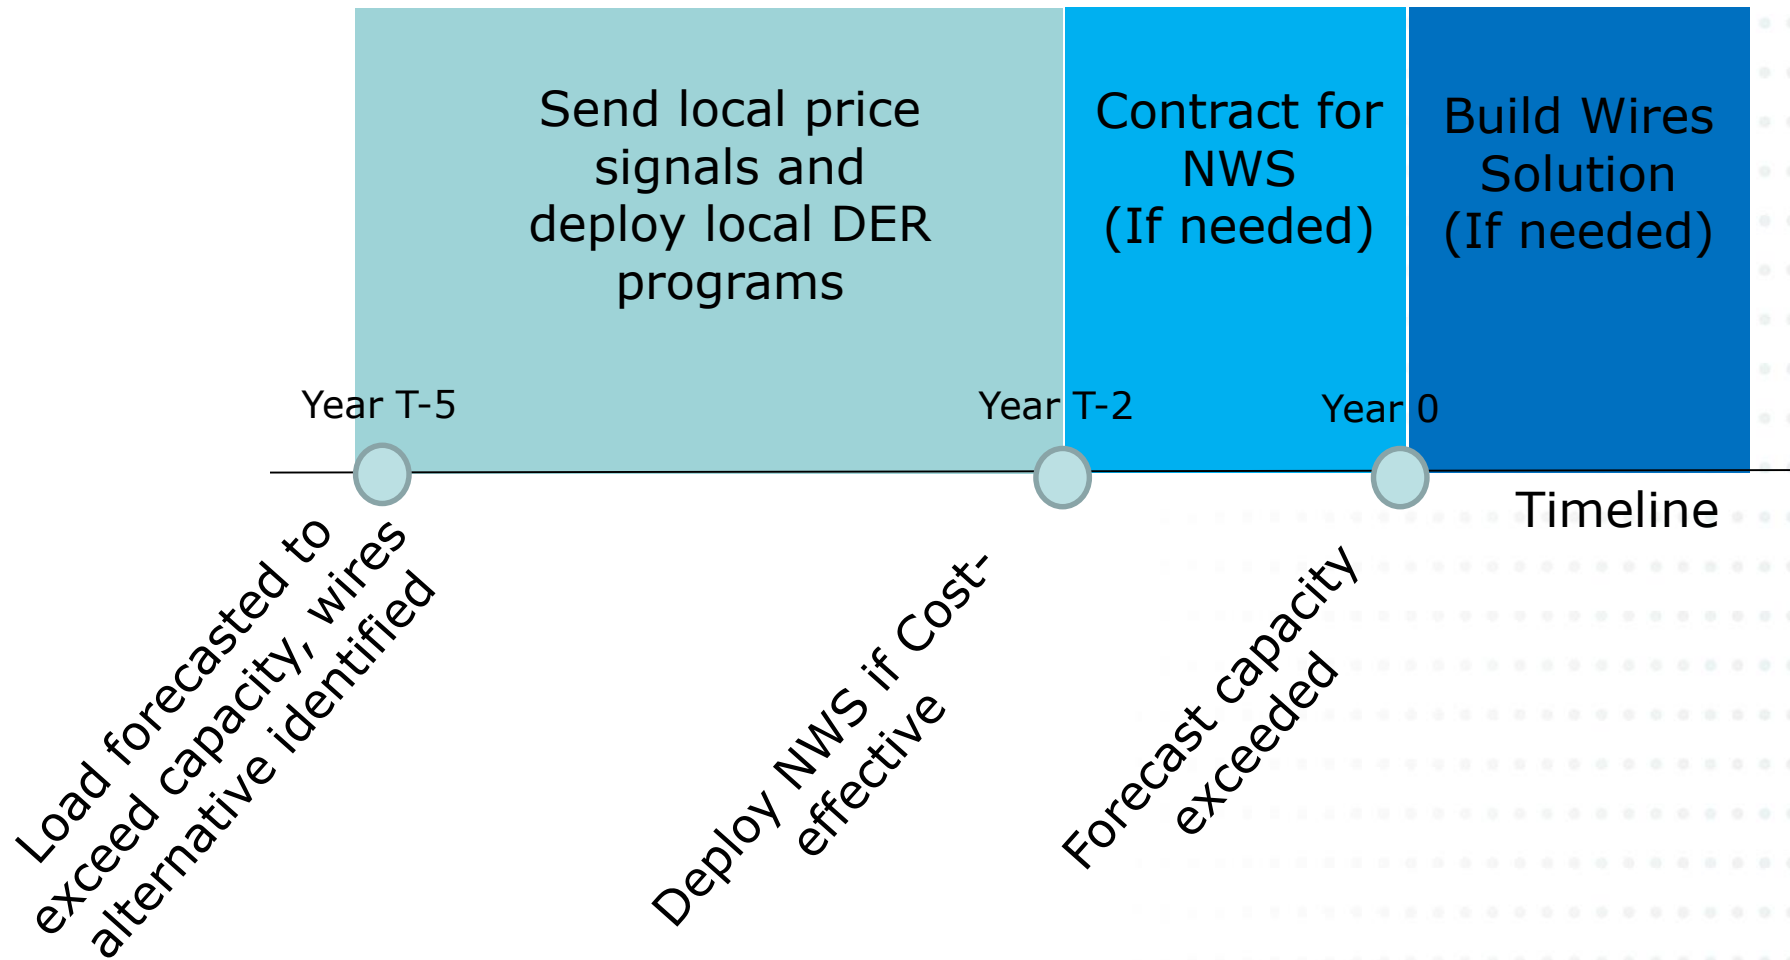 Send local price
signals and
deploy local DER
programs
Contract for
NWS
(If needed)
Build Wires
Solution
(If needed)
Year T-5
Year T-2
Year 0
Timeline
Load forecasted to
exceed capacity, wires
alternative identified
Deploy NWS if Cost-
effective
Forecast capacity
exceeded